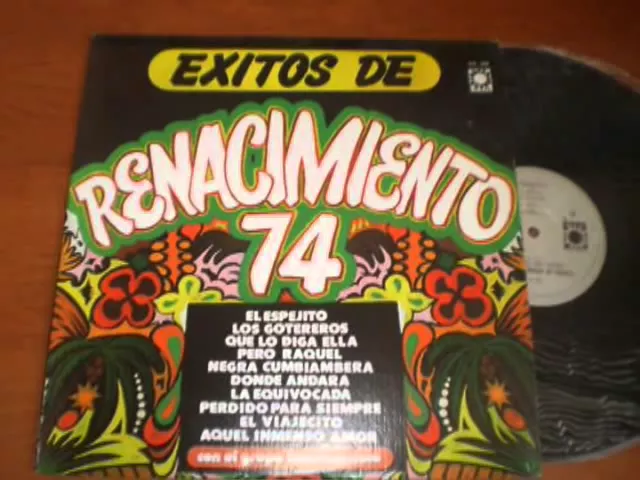 EXITOS DE
RENACIMIENTO
74
EL ESPEJITO
LOS GOTEREROS
QUE LO DIGA ELLA
PERO RAQUEL
NEGRA CUMBIAMBERA
DONDE ANDARA
LA EQUIVOCADA
PERDIDO PARA SIEMPRE
EL VIAJECITO
AQUEL INMENSO AMOR
con el grupo